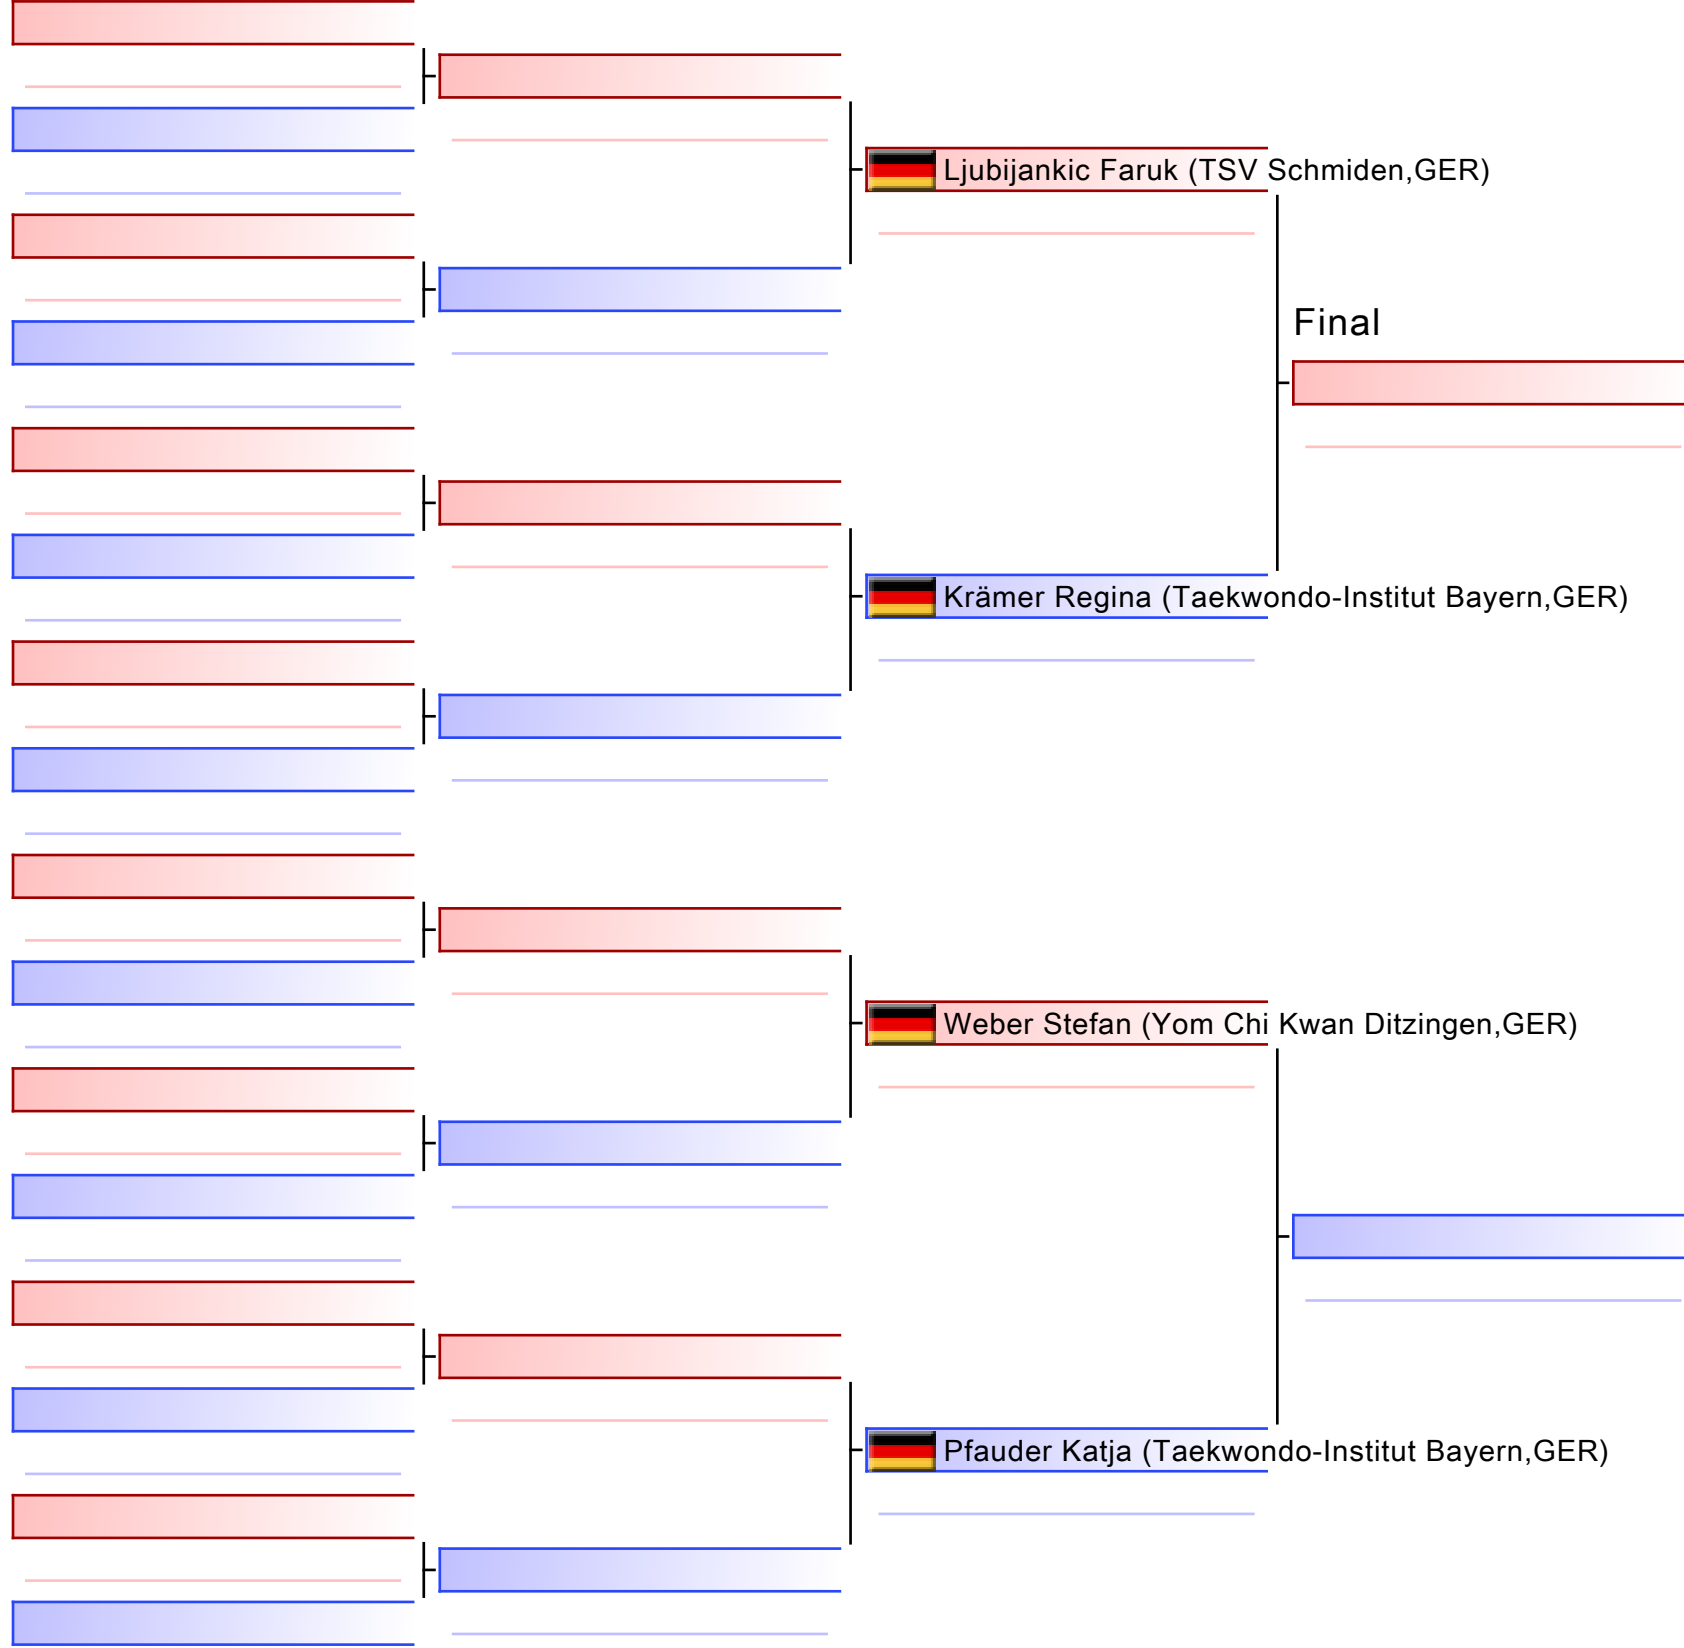 Ljubijankic Faruk (TSV Schmiden,GER)
Final
Krämer Regina (Taekwondo-Institut Bayern,GER)
Weber Stefan (Yom Chi Kwan Ditzingen,GER)
Pfauder Katja (Taekwondo-Institut Bayern,GER)